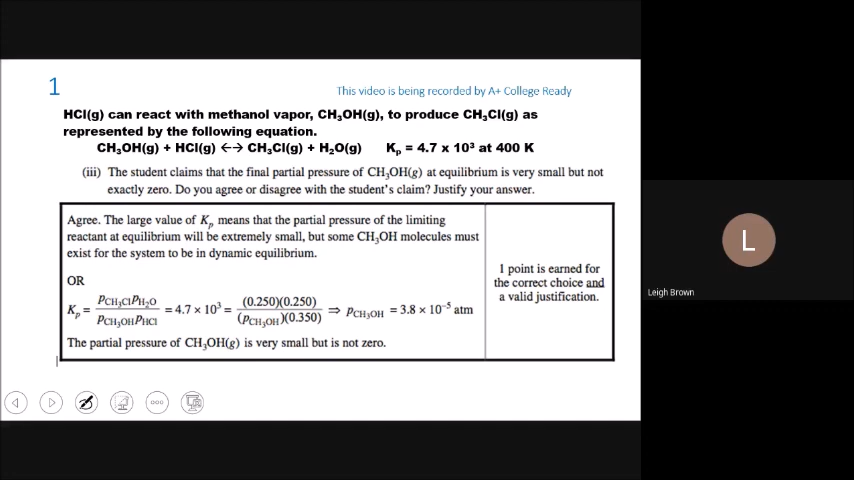 1
This video is being recorded by A+ College Ready
HCl(g) can react with methanol vapor, CH₃OH(g), to produce CH₃Cl(g) as
represented by the following equation.
CH₃OH(g) + HCl(g) ←→ CH₃Cl(g) + H₂O(g) Kₚ = 4.7 x 10³ at 400 K
(iii) The student claims that the final partial pressure of CH₃OH(g) at equilibrium is very small but not
exactly zero. Do you agree or disagree with the student's claim? Justify your answer.
Agree. The large value of Kₚ means that the partial pressure of the limiting
reactant at equilibrium will be extremely small, but some CH₃OH molecules must
exist for the system to be in dynamic equilibrium.
OR
Kₚ = (p_CH₃Cl p_H₂O)/(p_CH₃OH p_HCl) = 4.7 × 10³ = (0.250)(0.250)/(p_CH₃OH)(0.350) ⇒ p_CH₃OH = 3.8 × 10⁻⁵ atm
The partial pressure of CH₃OH(g) is very small but is not zero.
1 point is earned for
the correct choice and
a valid justification.
L
Leigh Brown